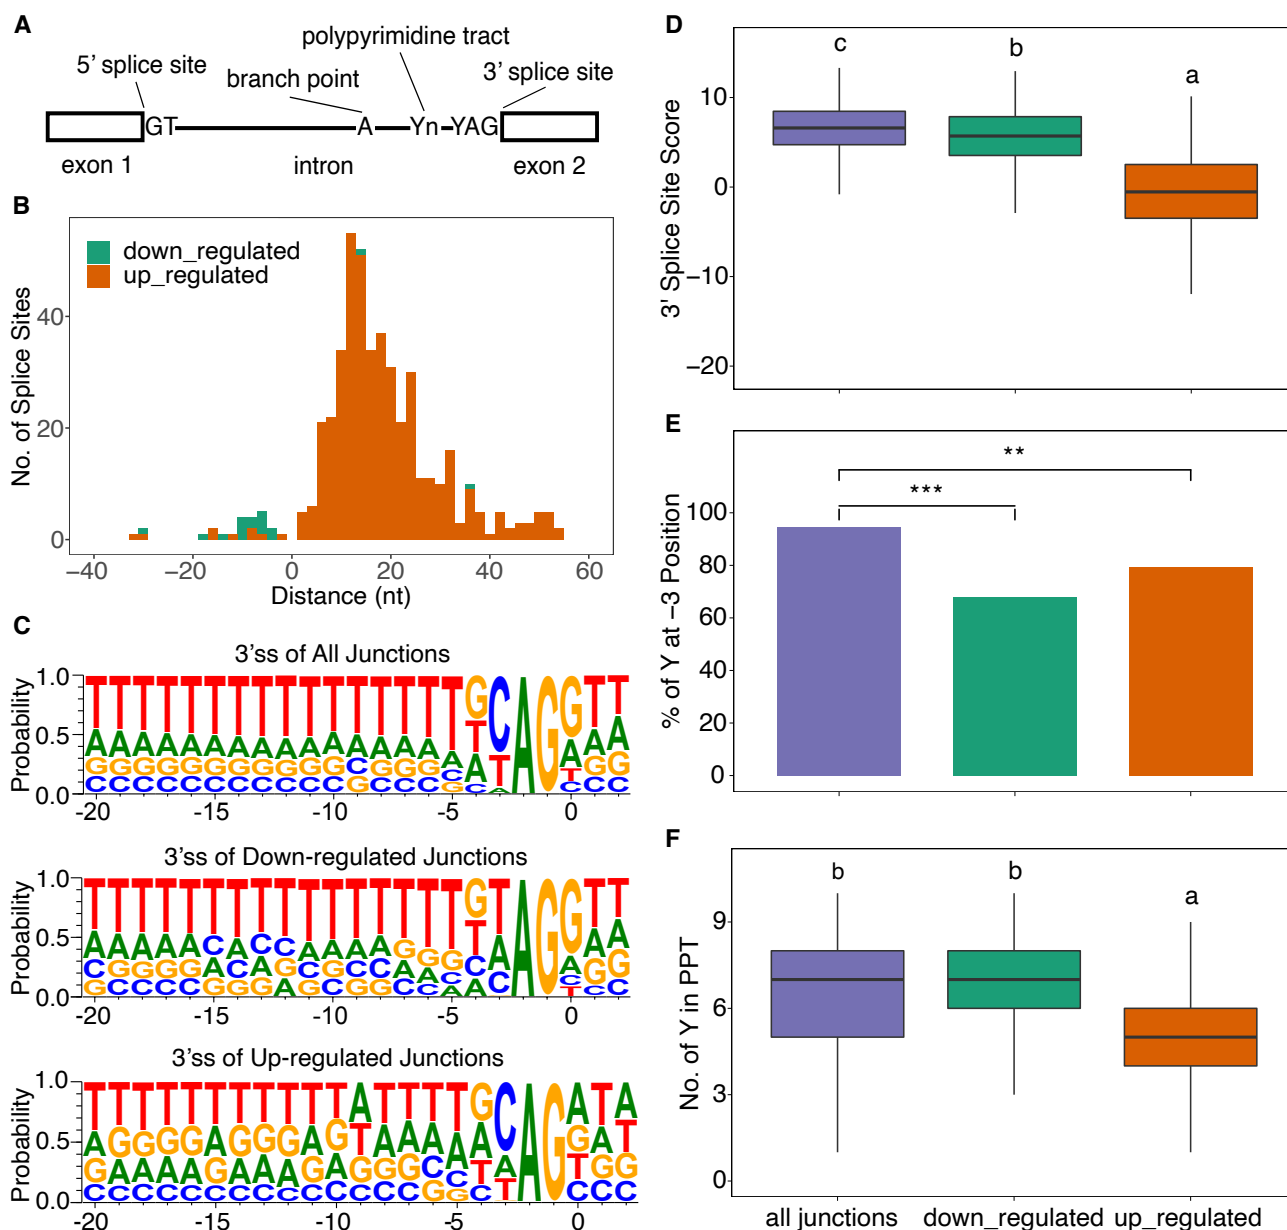 A
polypyrimidine tract
5’ splice site
branch point
3’ splice site
GT
A
Yn
YAG
exon 1
intron
exon 2
B
down_regulated
up_regulated
No. of Splice Sites
40
20
0
−40
−20
0
20
40
60
Distance (nt)
C
3’ss of All Junctions
Probability
1.0
0.5
0.0
-20
-15
-10
-5
0
3’ss of Down-regulated Junctions
Probability
1.0
0.5
0.0
-20
-15
-10
-5
0
3’ss of Up-regulated Junctions
Probability
1.0
0.5
0.0
-20
-15
-10
-5
0
D
3' Splice Site Score
10
0
−10
−20
c
b
a
E
% of Y at −3 Position
100
80
60
40
20
0
**
***
F
No. of Y in PPT
9
6
3
0
b
b
a
all junctions
down_regulated
up_regulated